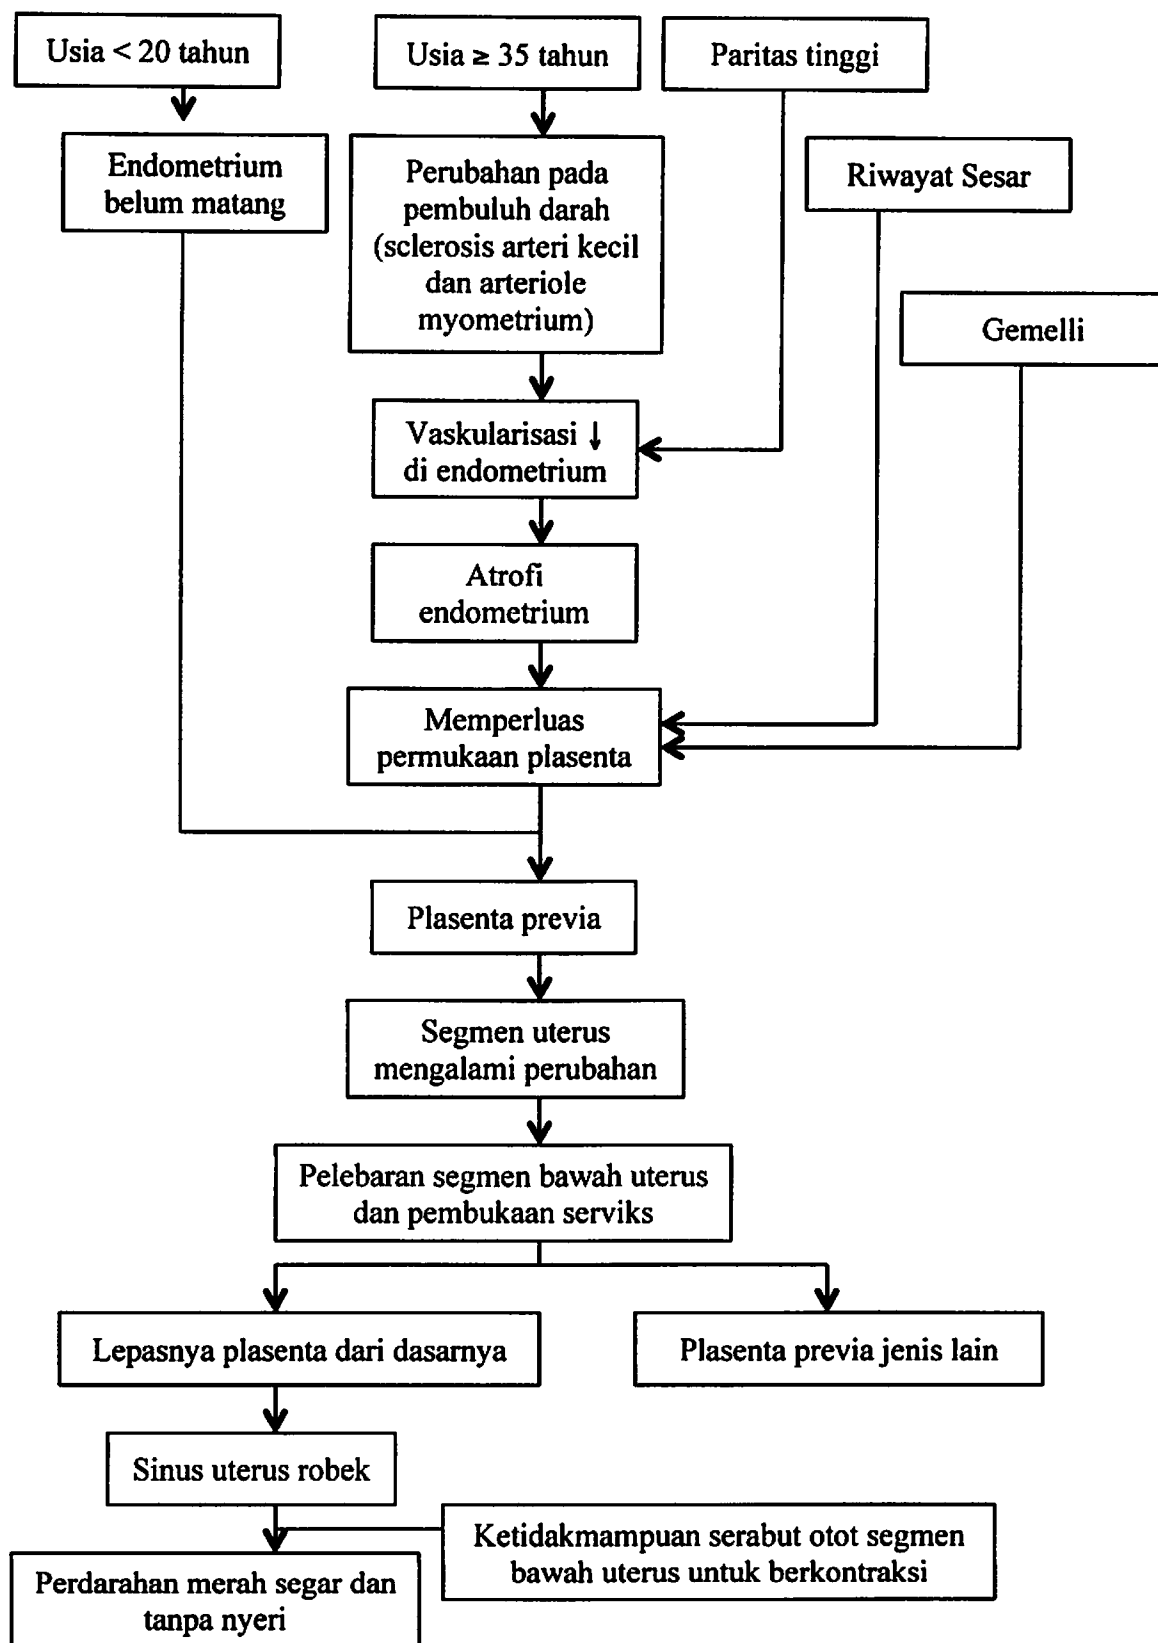 Usia < 20 tahun
Usia ≥ 35 tahun
Paritas tinggi
Endometrium
belum matang
Perubahan pada
pembuluh darah
(sclerosis arteri kecil
dan arteriole
myometrium)
Riwayat Sesar
Gemelli
Vaskularisasi ↓
di endometrium
Atrofi
endometrium
Memperluas
permukaan plasenta
Plasenta previa
Segmen uterus
mengalami perubahan
Pelebaran segmen bawah uterus
dan pembukaan serviks
Lepasnya plasenta dari dasarnya
Plasenta previa jenis lain
Sinus uterus robek
Ketidakmampuan serabut otot segmen
bawah uterus untuk berkontraksi
Perdarahan merah segar dan
tanpa nyeri